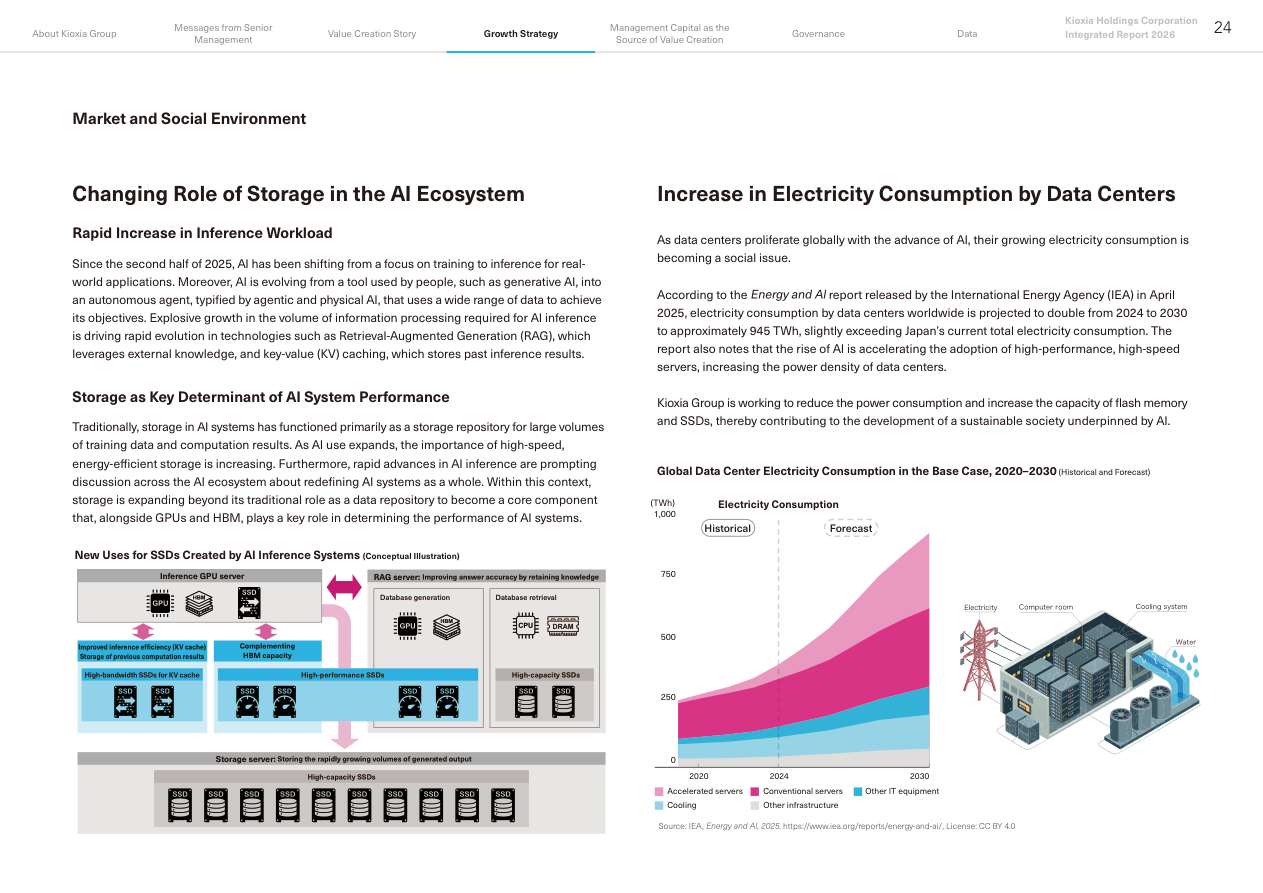 About Kioxia Group
Messages from Senior
Management
Value Creation Story
Growth Strategy
Management Capital as the
Source of Value Creation
Governance
Data
Kioxia Holdings Corporation
Integrated Report 2026
24
Market and Social Environment
Changing Role of Storage in the AI Ecosystem
Rapid Increase in Inference Workload
Since the second half of 2025, AI has been shifting from a focus on training to inference for real-
world applications. Moreover, AI is evolving from a tool used by people, such as generative AI, into
an autonomous agent, typified by agentic and physical AI, that uses a wide range of data to achieve
its objectives. Explosive growth in the volume of information processing required for AI inference
is driving rapid evolution in technologies such as Retrieval-Augmented Generation (RAG), which
leverages external knowledge, and key-value (KV) caching, which stores past inference results.
Storage as Key Determinant of AI System Performance
Traditionally, storage in AI systems has functioned primarily as a storage repository for large volumes
of training data and computation results. As AI use expands, the importance of high-speed,
energy-efficient storage is increasing. Furthermore, rapid advances in AI inference are prompting
discussion across the AI ecosystem about redefining AI systems as a whole. Within this context,
storage is expanding beyond its traditional role as a data repository to become a core component
that, alongside GPUs and HBM, plays a key role in determining the performance of AI systems.
New Uses for SSDs Created by AI Inference Systems (Conceptual Illustration)
Inference GPU server
GPU
HBM
SSD
Improved inference efficiency (KV cache)
Storage of previous computation results
Complementing
HBM capacity
High-bandwidth SSDs for KV cache
SSD SSD
High-performance SSDs
SSD SSD
SSD SSD
RAG server: Improving answer accuracy by retaining knowledge
Database generation
GPU
HBM
Database retrieval
CPU
DRAM
High-capacity SSDs
SSD SSD
Storage server: Storing the rapidly growing volumes of generated output
High-capacity SSDs
SSD SSD SSD SSD SSD SSD SSD SSD SSD SSD
Increase in Electricity Consumption by Data Centers
As data centers proliferate globally with the advance of AI, their growing electricity consumption is
becoming a social issue.
According to the Energy and AI report released by the International Energy Agency (IEA) in April
2025, electricity consumption by data centers worldwide is projected to double from 2024 to 2030
to approximately 945 TWh, slightly exceeding Japan's current total electricity consumption. The
report also notes that the rise of AI is accelerating the adoption of high-performance, high-speed
servers, increasing the power density of data centers.
Kioxia Group is working to reduce the power consumption and increase the capacity of flash memory
and SSDs, thereby contributing to the development of a sustainable society underpinned by AI.
Global Data Center Electricity Consumption in the Base Case, 2020–2030 (Historical and Forecast)
(TWh)
1,000
750
500
250
0
Electricity Consumption
Historical
Forecast
2020
2024
2030
Accelerated servers
Conventional servers
Other IT equipment
Cooling
Other infrastructure
Electricity
Computer room
Cooling system
Water
Source: IEA, Energy and AI, 2025. https://www.iea.org/reports/energy-and-ai/, License: CC BY 4.0